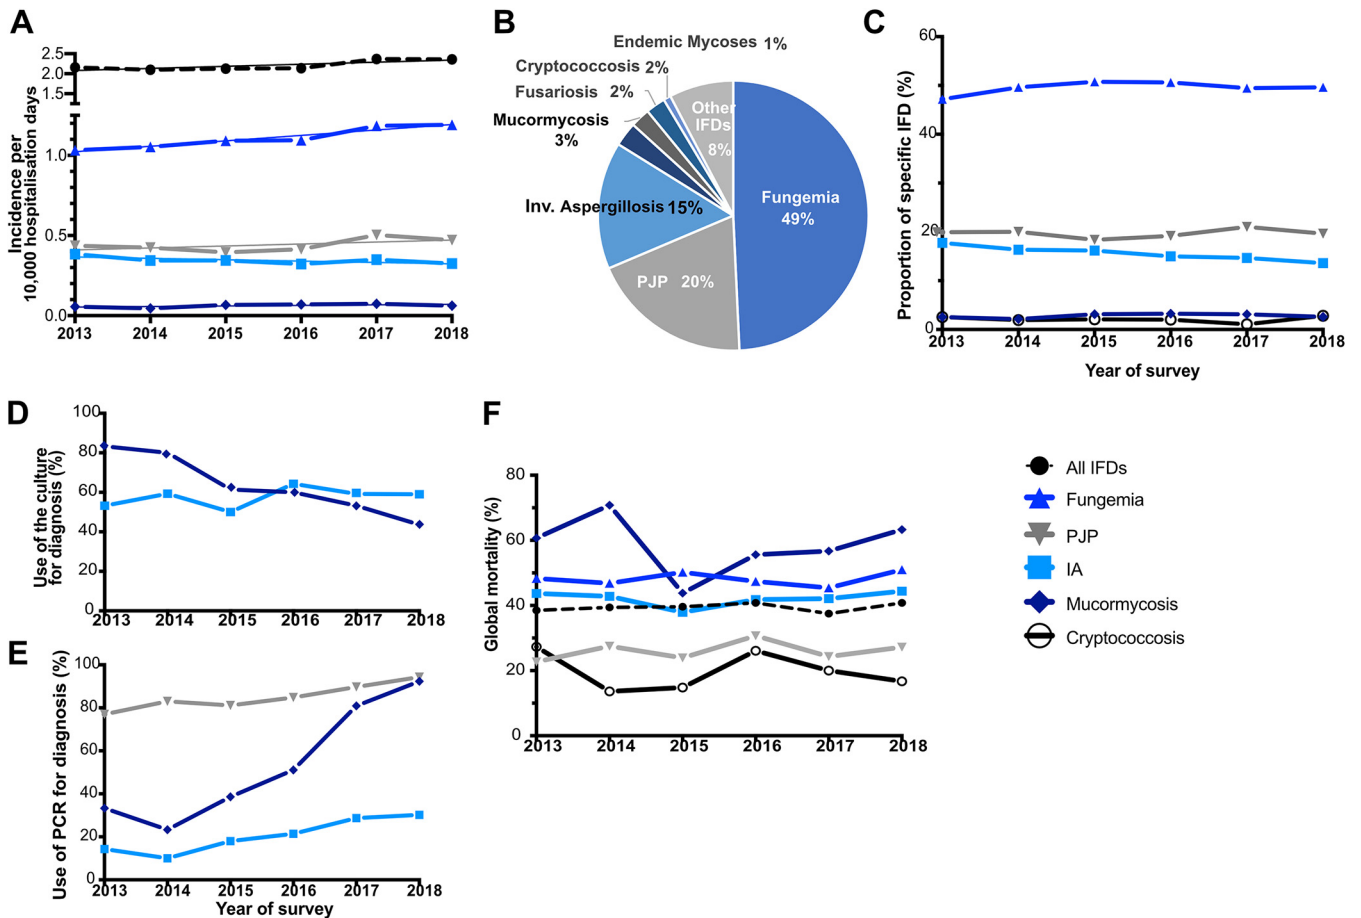 A
Incidence per
10,000 hospitalisation days
2.5
2.0
1.5
1.0
0.5
0.0
2013 2014 2015 2016 2017 2018
B
Endemic Mycoses 1%
Cryptococcosis 2%
Fusariosis 2%
Mucormycosis
3%
Other
IFDs
8%
Inv. Aspergillosis 15%
Fungemia
49%
PJP 20%
C
Proportion of specific IFD (%)
60
40
20
0
2013 2014 2015 2016 2017 2018
Year of survey
D
Use of the culture
for diagnosis (%)
100
80
60
40
20
0
2013 2014 2015 2016 2017 2018
E
Use of PCR for diagnosis (%)
100
80
60
40
20
0
2013 2014 2015 2016 2017 2018
Year of survey
F
Global mortality (%)
80
60
40
20
0
2013 2014 2015 2016 2017 2018
All IFDs
Fungemia
PJP
IA
Mucormycosis
Cryptococcosis